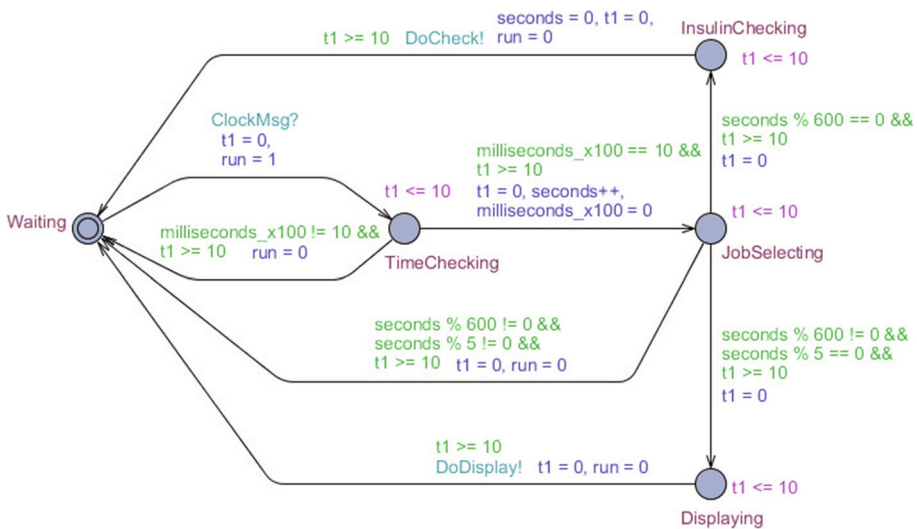 t1 >= 10 DoCheck! seconds = 0, t1 = 0,
run = 0
InsulinChecking
t1 <= 10
ClockMsg?
t1 = 0,
run = 1
seconds % 600 == 0 &&
t1 >= 10
t1 = 0
milliseconds_x100 == 10 &&
t1 >= 10
t1 = 0, seconds++,
milliseconds_x100 = 0
t1 <= 10
Waiting
TimeChecking
t1 <= 10
JobSelecting
milliseconds_x100 != 10 &&
t1 >= 10 run = 0
seconds % 600 != 0 &&
seconds % 5 != 0 &&
t1 >= 10 t1 = 0, run = 0
seconds % 600 != 0 &&
seconds % 5 == 0 &&
t1 >= 10
t1 = 0
t1 >= 10
DoDisplay! t1 = 0, run = 0
t1 <= 10
Displaying